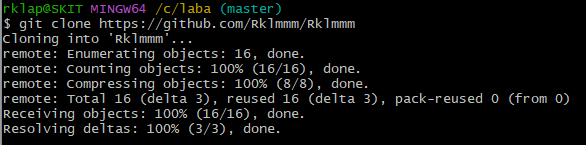 rklap@SKIT MINGW64 /c/laba (master)
$ git clone https://github.com/Rklmmm/Rklmmm
Cloning into 'Rklmmm'...
remote: Enumerating objects: 16, done.
remote: Counting objects: 100% (16/16), done.
remote: Compressing objects: 100% (8/8), done.
remote: Total 16 (delta 3), reused 16 (delta 3), pack-reused 0 (from 0)
Receiving objects: 100% (16/16), done.
Resolving deltas: 100% (3/3), done.